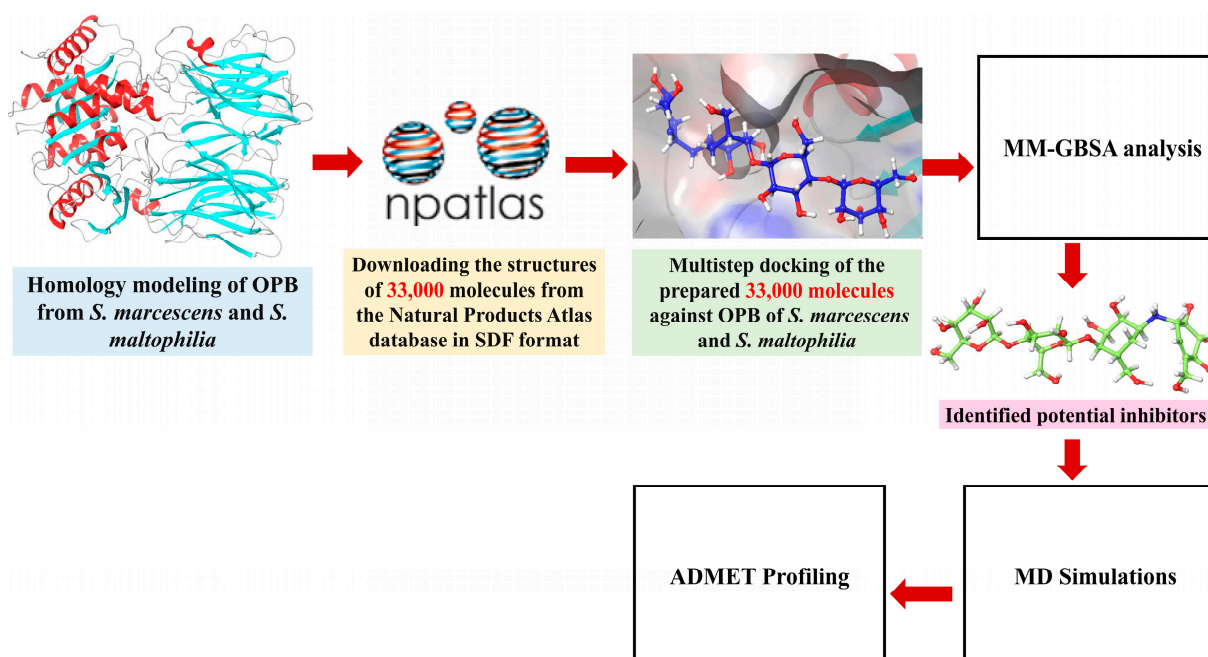 npatlas
MM-GBSA analysis
Homology modeling of OPB
from S. marcescens and S.
maltophilia
Downloading the structures
of 33,000 molecules from
the Natural Products Atlas
database in SDF format
Multistep docking of the
prepared 33,000 molecules
against OPB of S. marcescens
and S. maltophilia
Identified potential inhibitors
ADMET Profiling
MD Simulations